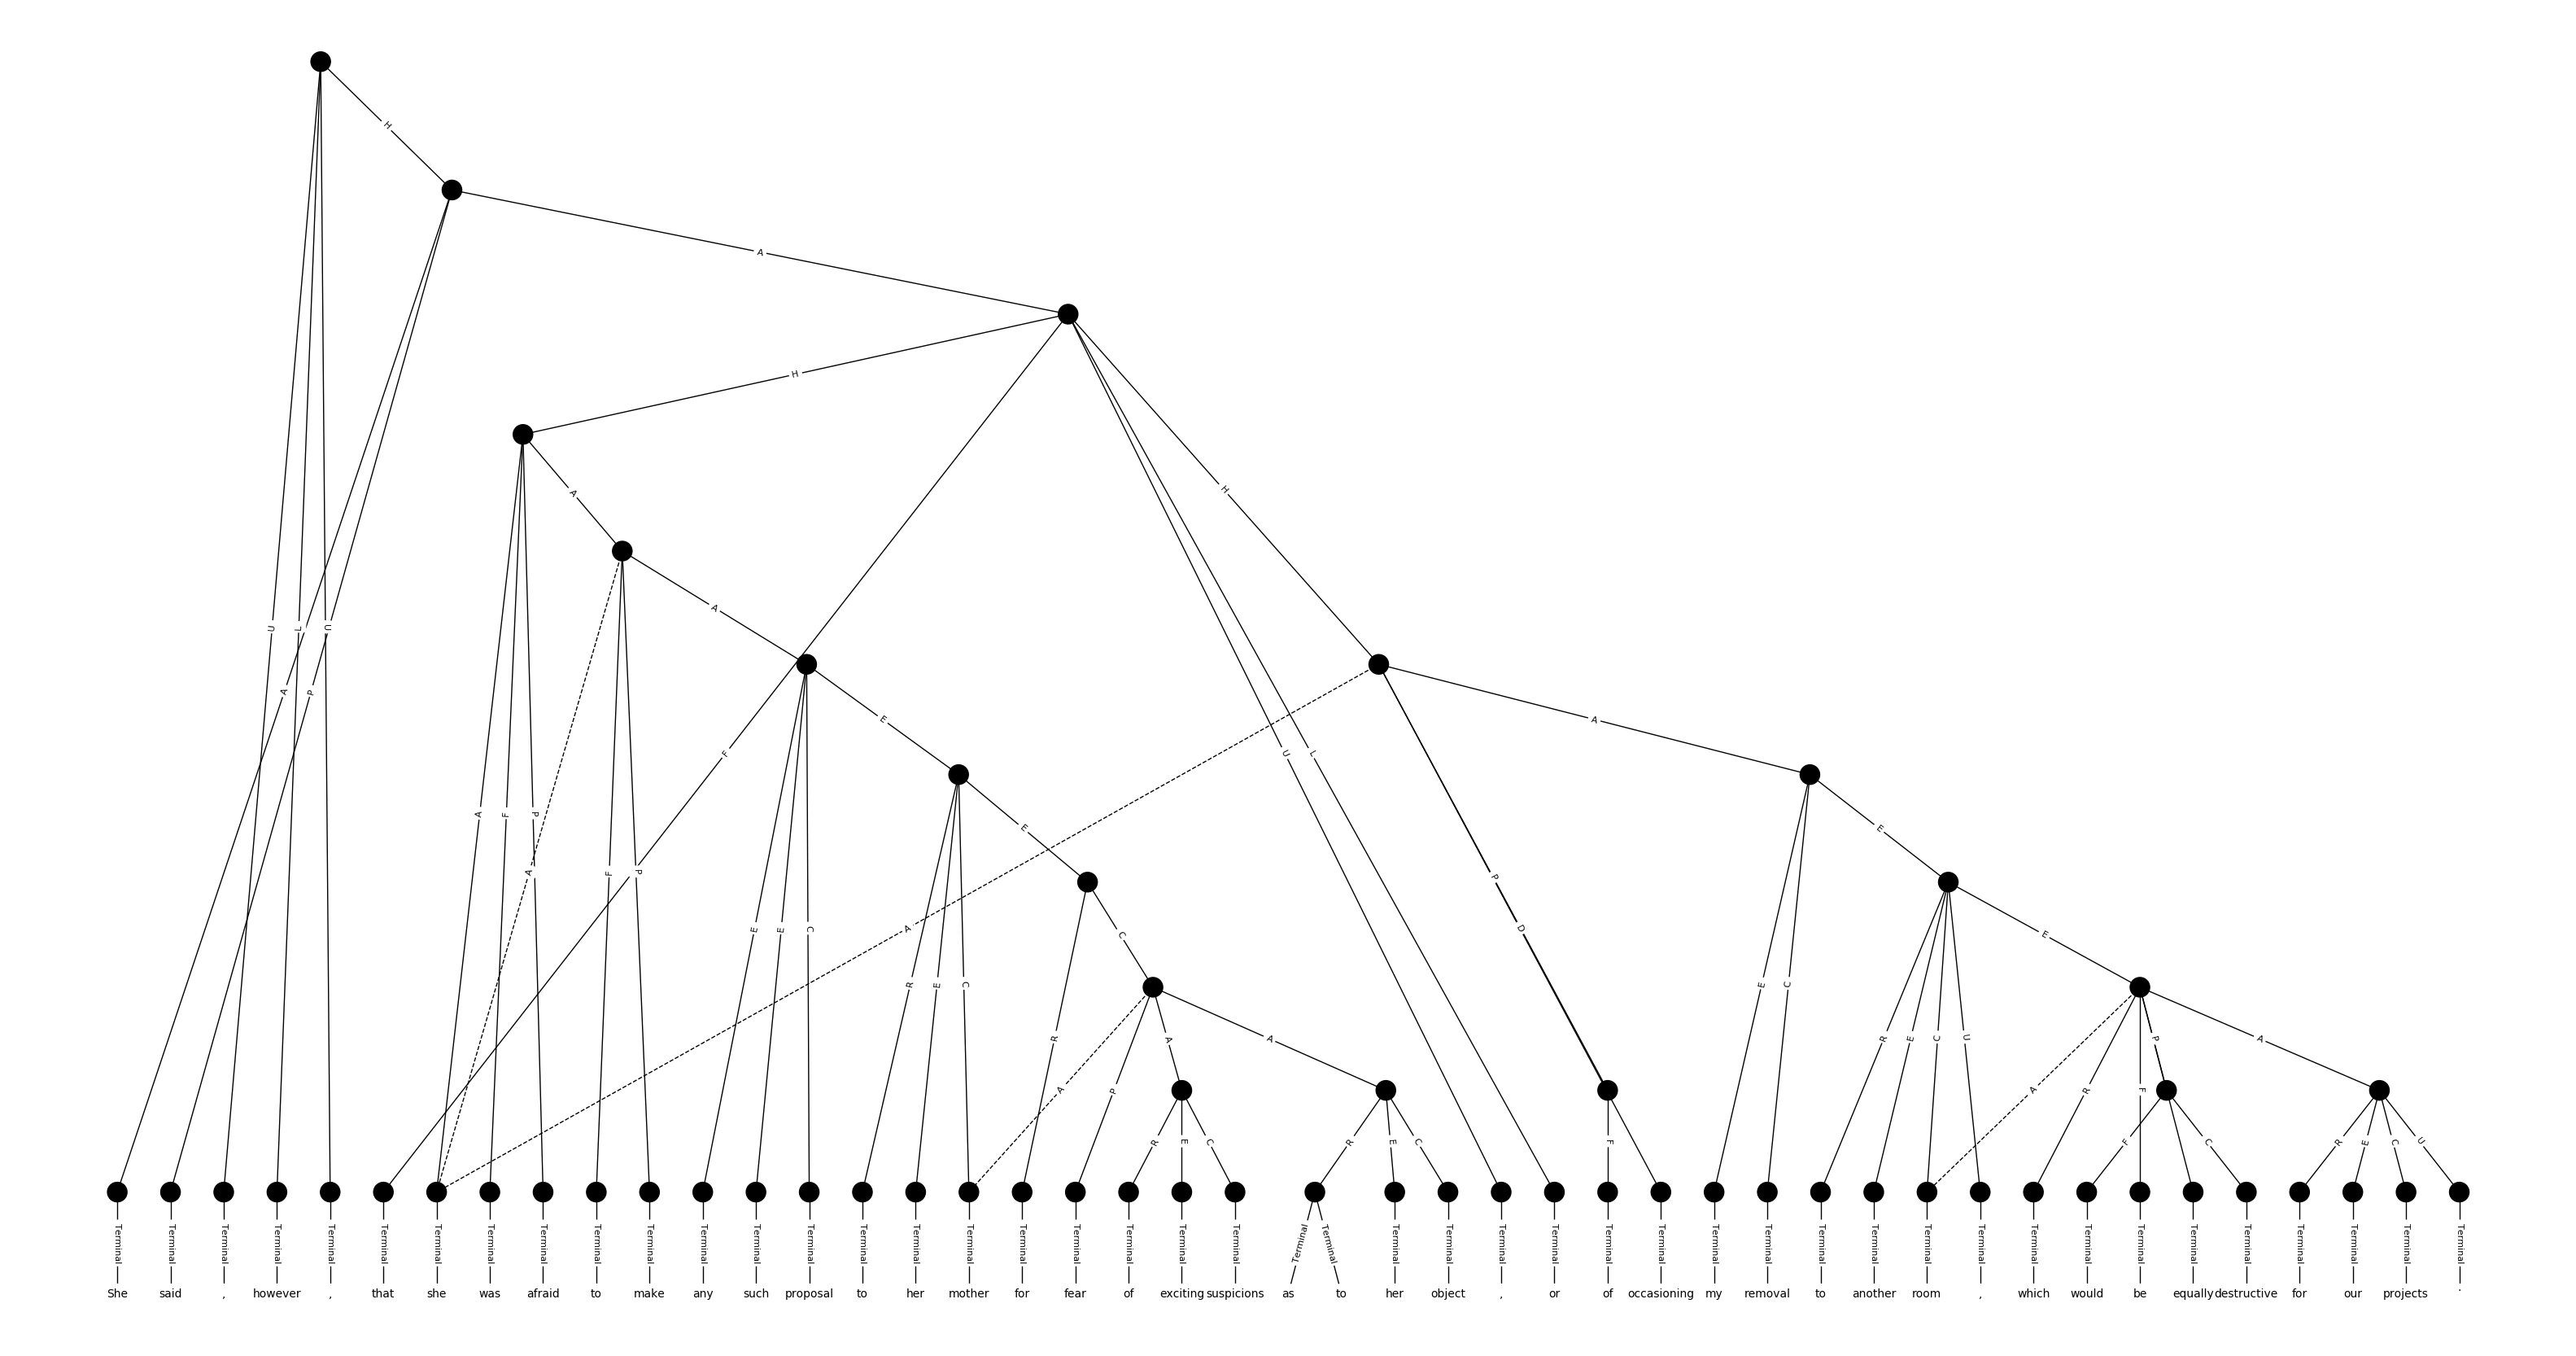 H
A
H
A
H
A
E
A
F
U
L
U
L
U
A
P
A
F
P
A
F
P
E
E
C
R
E
C
A
E
P
D
E
C
E
C
R
A
P
A
A
R
E
C
U
E
A
R
F
P
A
R
E
C
R
E
C
F
F
C
R
E
C
U
Terminal Terminal Terminal Terminal Terminal Terminal Terminal Terminal Terminal Terminal Terminal Terminal Terminal Terminal Terminal Terminal Terminal Terminal Terminal Terminal Terminal Terminal Terminal Terminal Terminal Terminal Terminal Terminal Terminal Terminal Terminal Terminal Terminal Terminal Terminal Terminal Terminal Terminal Terminal Terminal Terminal Terminal Terminal Terminal Terminal
She said , however , that she was afraid to make any such proposal to her mother for fear of exciting suspicions as to her object , or of occasioning my removal to another room , which would be equally destructive for our projects .